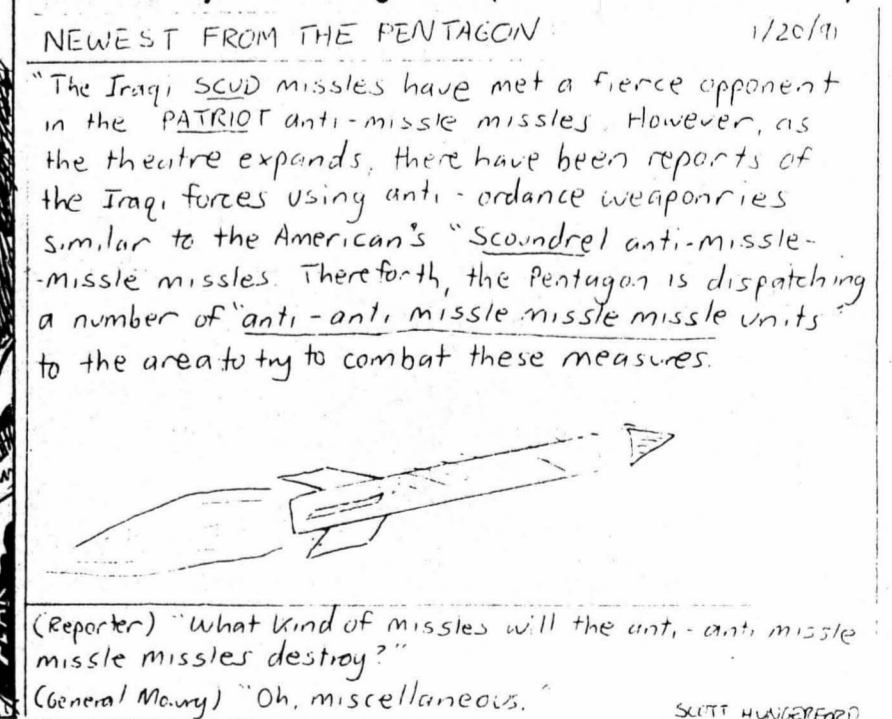 NEWEST FROM THE PENTAGON: 1/20/91
"The Iraqi SCUD missles have met a fierce opponent
in the PATRIOT anti-missle missles. However, as
the theatre expands, there have been reports of
the Iraqi forces using anti-ordance weaponries
similar to the American's "Scoundrel anti-missle-
-missle missles. Thereforth, the Pentagon is dispatching
a number of "anti-anti missle missle missle units"
to the area to try to combat these measures.
(Reporter) "What kind of missles will the anti-anti missle
missle missles destroy?"
(General Maury) "Oh, miscellaneous."
SCOTT HUNGERFORD